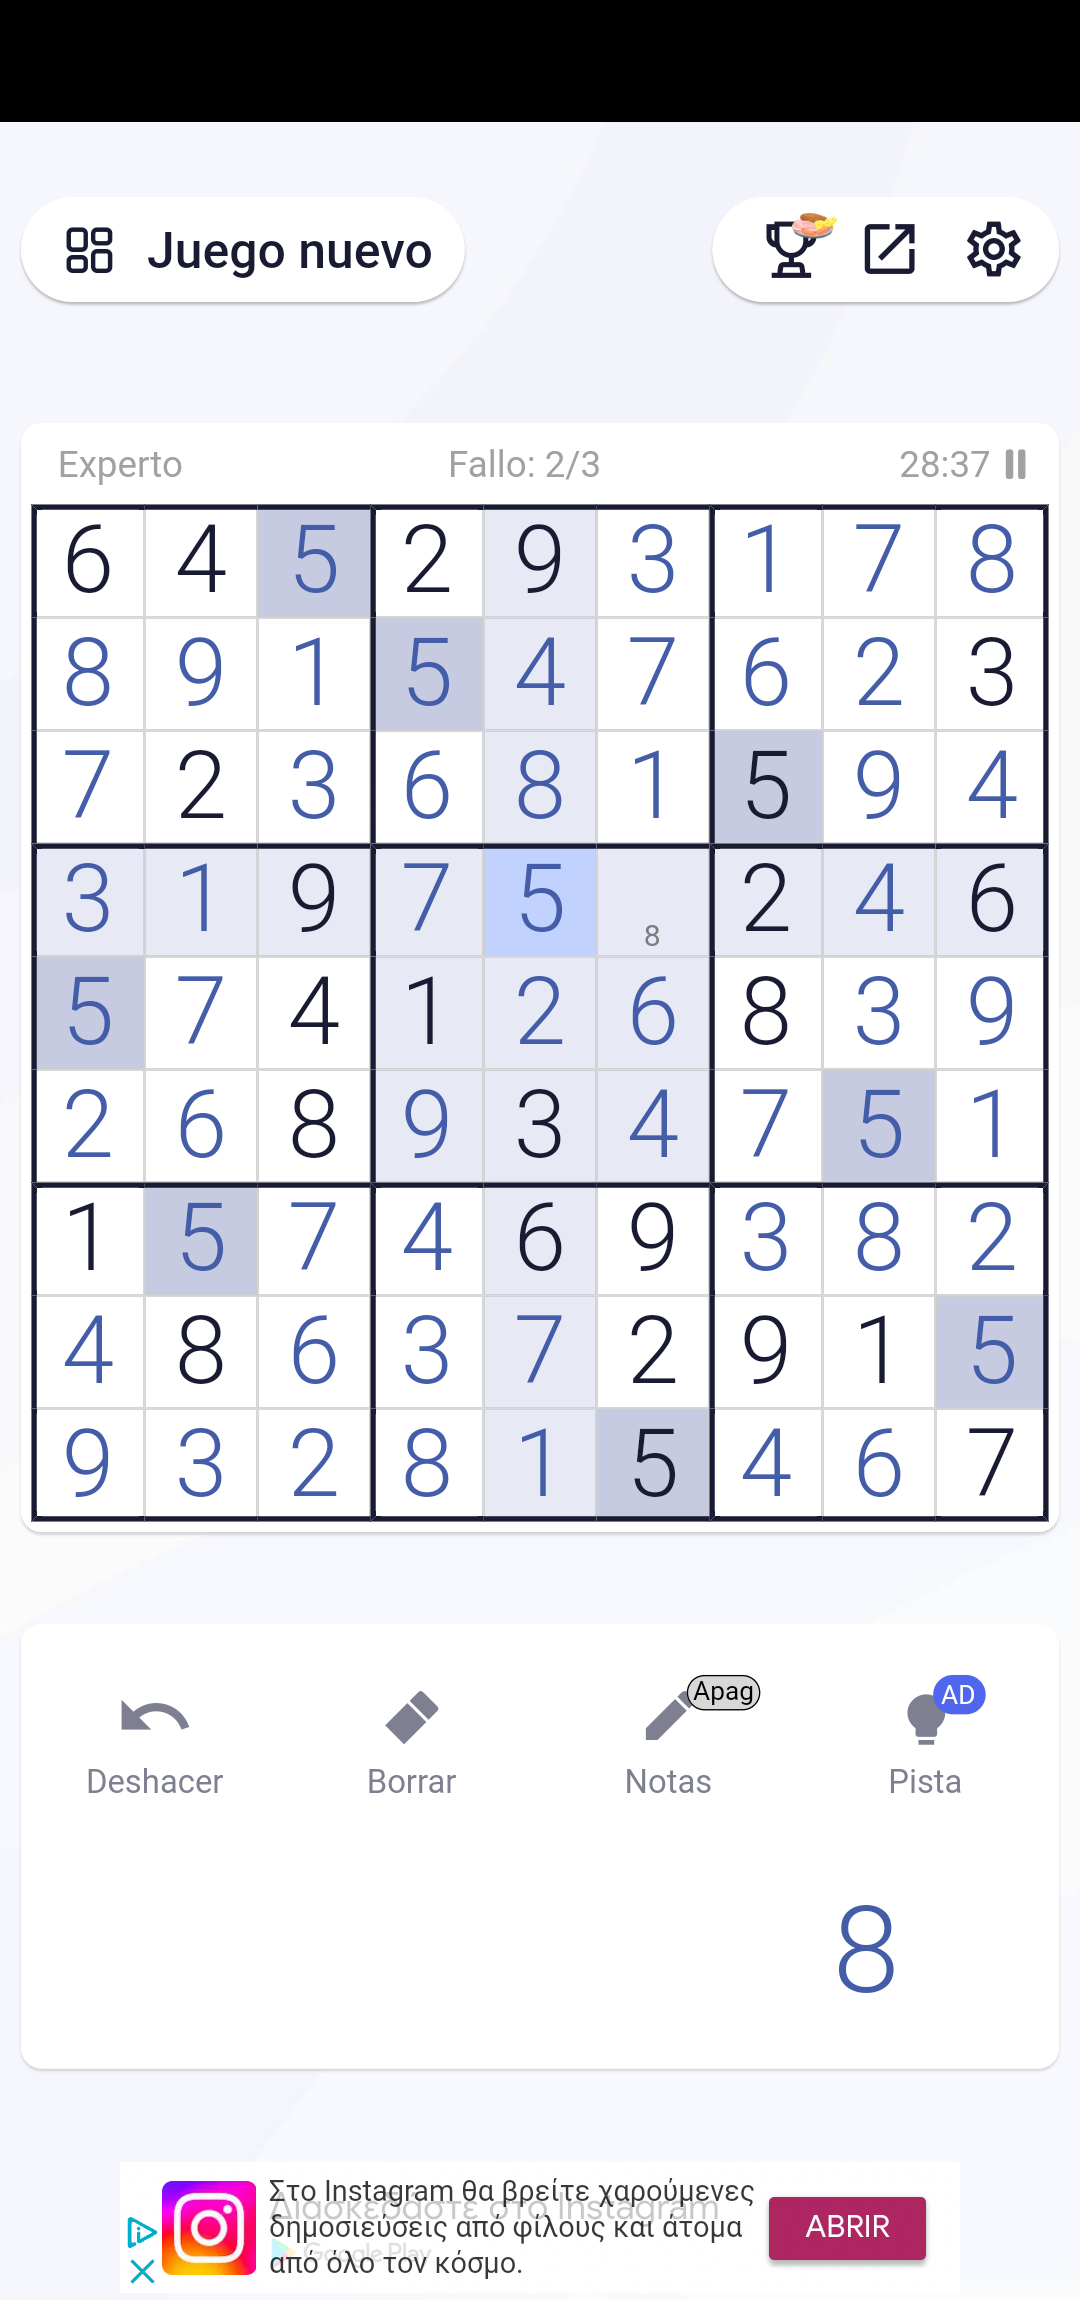 Juego nuevo
Experto Fallo: 2/3 28:37
6 4 5 2 9 3 1 7 8
8 9 1 5 4 7 6 2 3
7 2 3 6 8 1 5 9 4
3 1 9 7 5 8 2 4 6
5 7 4 1 2 6 8 3 9
2 6 8 9 3 4 7 5 1
1 5 7 4 6 9 3 8 2
4 8 6 3 7 2 9 1 5
9 3 2 8 1 5 4 6 7
Apag AD
Deshacer Borrar Notas Pista
8
Στο Instagram θα βρείτε χαρούμενες
δημοσιεύσεις από φίλους και άτομα
από όλο τον κόσμο.
Διασκεδάστε στο Instagram
Google Play
ABRIR